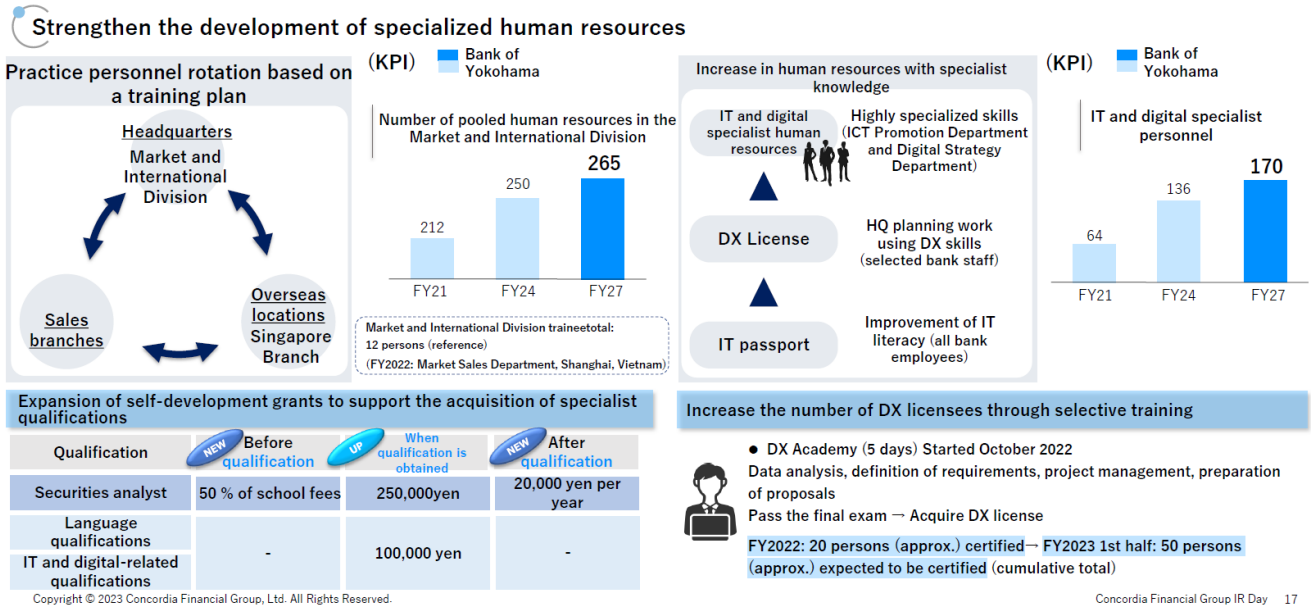 Strengthen the development of specialized human resources
Practice personnel rotation based on
a training plan
Headquarters
Market and
International
Division
Sales
branches
Overseas
locations
Singapore
Branch
(KPI)
Bank of
Yokohama
Number of pooled human resources in the
Market and International Division
212
250
265
FY21
FY24
FY27
Market and International Division traineetotal:
12 persons (reference)
(FY2022: Market Sales Department, Shanghai, Vietnam)
Increase in human resources with specialist
knowledge
IT and digital
specialist human
resources
Highly specialized skills
(ICT Promotion Department
and Digital Strategy
Department)
DX License
HQ planning work
using DX skills
(selected bank staff)
IT passport
Improvement of IT
literacy (all bank
employees)
(KPI)
Bank of
Yokohama
IT and digital specialist
personnel
64
136
170
FY21
FY24
FY27
Expansion of self-development grants to support the acquisition of specialist
qualifications
Qualification
NEW
Before
qualification
UP
When
qualification is
obtained
NEW
After
qualification
Securities analyst
50 % of school fees
250,000yen
20,000 yen per
year
Language
qualifications
IT and digital-related
qualifications
-
100,000 yen
-
Increase the number of DX licensees through selective training
● DX Academy (5 days) Started October 2022
Data analysis, definition of requirements, project management, preparation
of proposals
Pass the final exam → Acquire DX license
FY2022: 20 persons (approx.) certified→ FY2023 1st half: 50 persons
(approx.) expected to be certified (cumulative total)
Copyright © 2023 Concordia Financial Group, Ltd. All Rights Reserved.
Concordia Financial Group IR Day 17